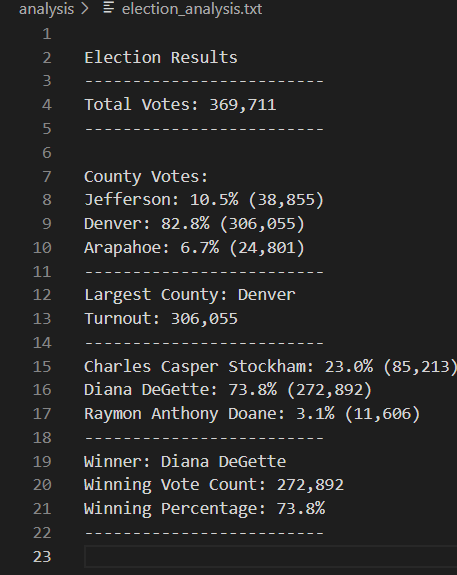 analysis > election_analysis.txt
1
2 Election Results
3 -------------------------
4 Total Votes: 369,711
5 -------------------------
6
7 County Votes:
8 Jefferson: 10.5% (38,855)
9 Denver: 82.8% (306,055)
10 Arapahoe: 6.7% (24,801)
11 -------------------------
12 Largest County: Denver
13 Turnout: 306,055
14 -------------------------
15 Charles Casper Stockham: 23.0% (85,213)
16 Diana DeGette: 73.8% (272,892)
17 Raymon Anthony Doane: 3.1% (11,606)
18 -------------------------
19 Winner: Diana DeGette
20 Winning Vote Count: 272,892
21 Winning Percentage: 73.8%
22 -------------------------
23